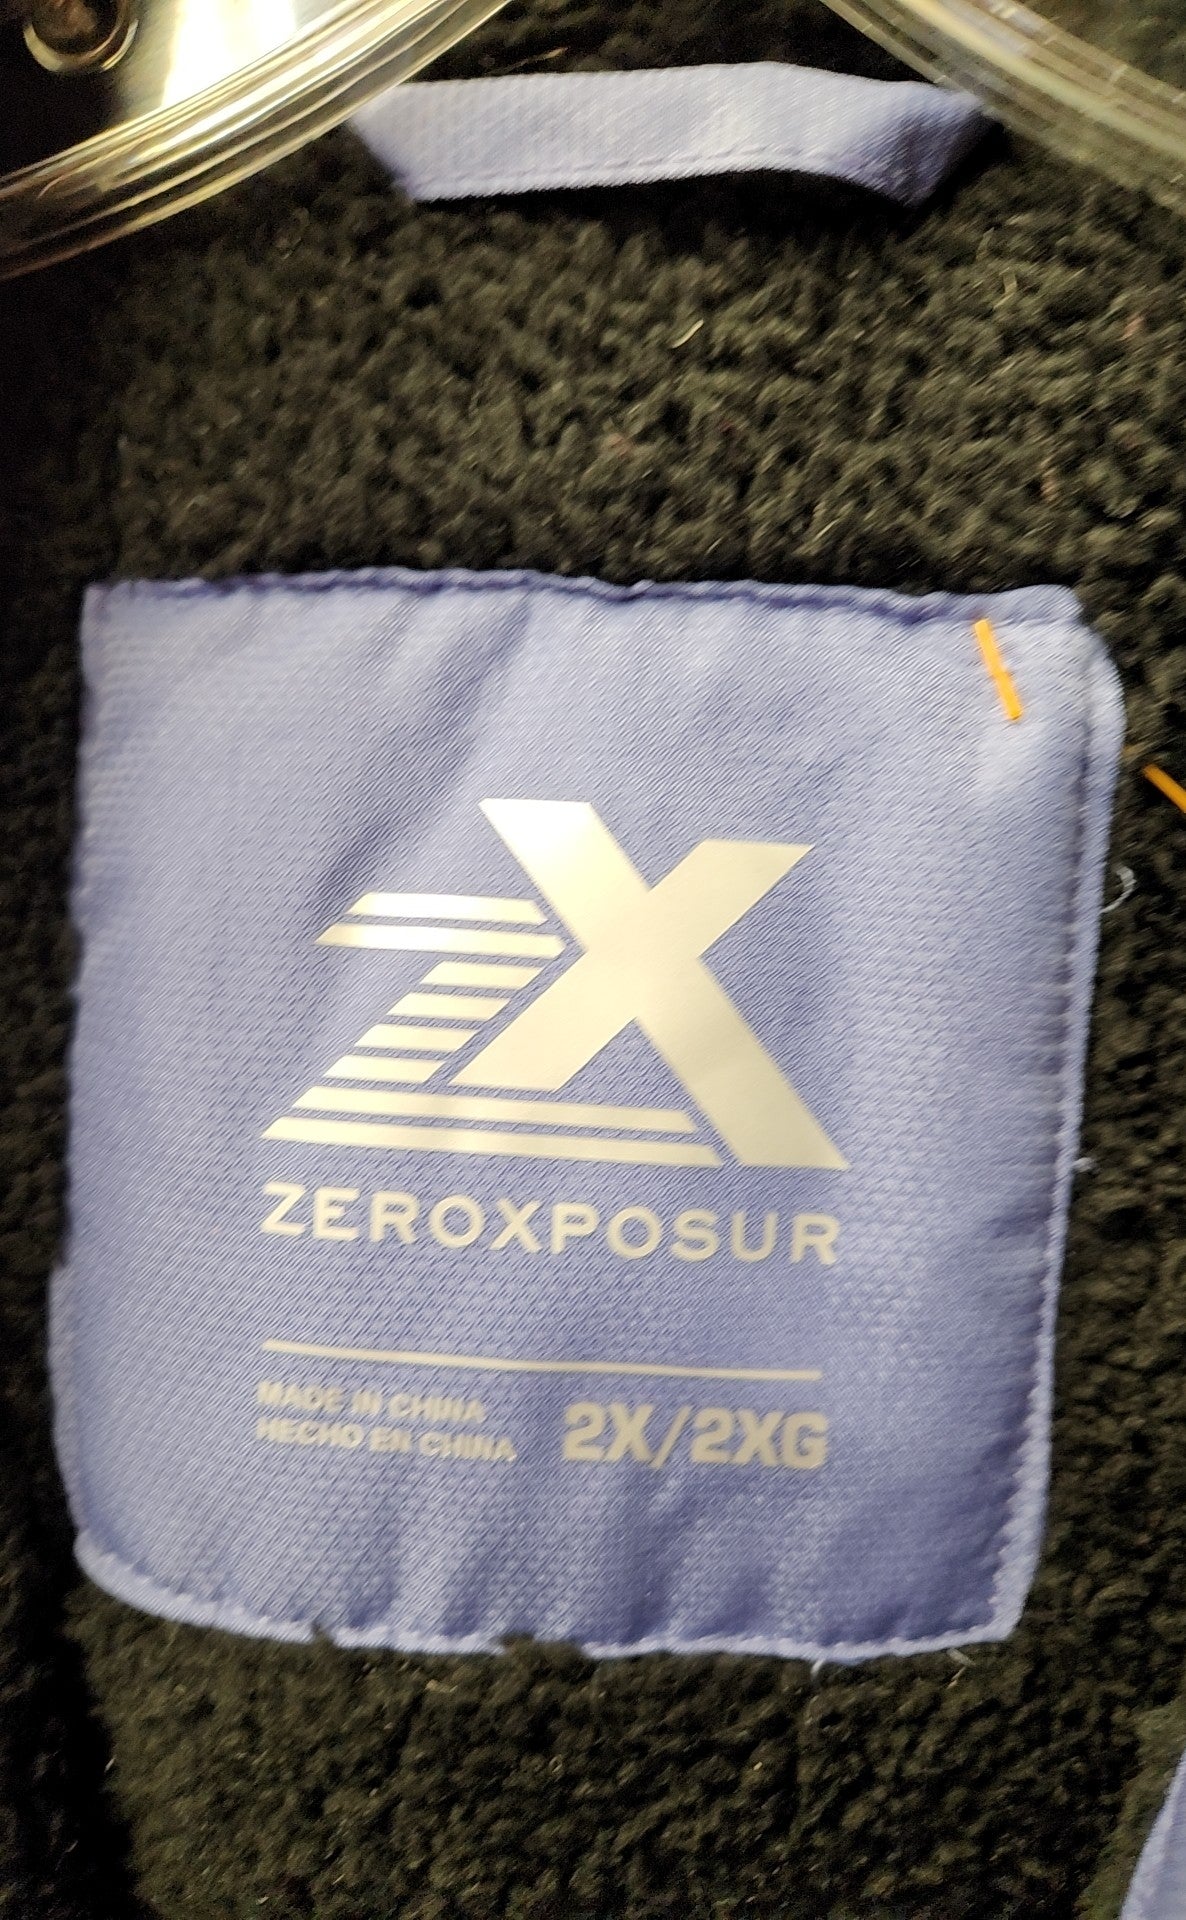 ZX
ZEROXPOSUR
MADE IN CHINA
HECHO EN CHINA
2X/2XG